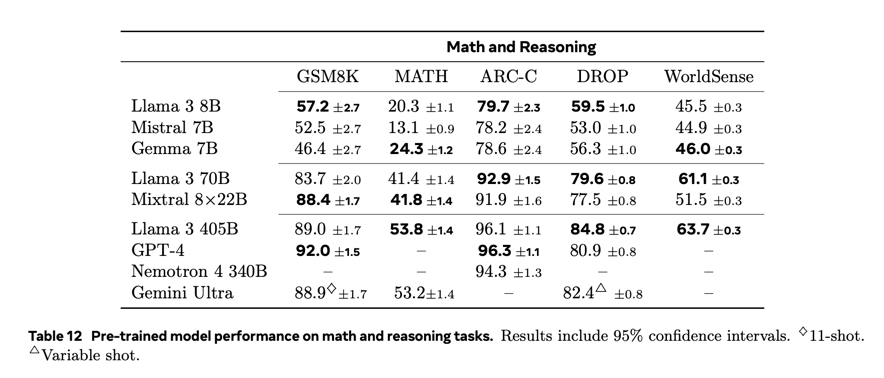 Math and Reasoning
GSM8K MATH ARC-C DROP WorldSense
Llama 3 8B 57.2 ±2.7 20.3 ±1.1 79.7 ±2.3 59.5 ±1.0 45.5 ±0.3
Mistral 7B 52.5 ±2.7 13.1 ±0.9 78.2 ±2.4 53.0 ±1.0 44.9 ±0.3
Gemma 7B 46.4 ±2.7 24.3 ±1.2 78.6 ±2.4 56.3 ±1.0 46.0 ±0.3
Llama 3 70B 83.7 ±2.0 41.4 ±1.4 92.9 ±1.5 79.6 ±0.8 61.1 ±0.3
Mixtral 8×22B 88.4 ±1.7 41.8 ±1.4 91.9 ±1.6 77.5 ±0.8 51.5 ±0.3
Llama 3 405B 89.0 ±1.7 53.8 ±1.4 96.1 ±1.1 84.8 ±0.7 63.7 ±0.3
GPT-4 92.0 ±1.5 – 96.3 ±1.1 80.9 ±0.8 –
Nemotron 4 340B – – 94.3 ±1.3 – –
Gemini Ultra 88.9◇ ±1.7 53.2±1.4 – 82.4△ ±0.8 –
Table 12 Pre-trained model performance on math and reasoning tasks. Results include 95% confidence intervals. ◇11-shot.
△Variable shot.